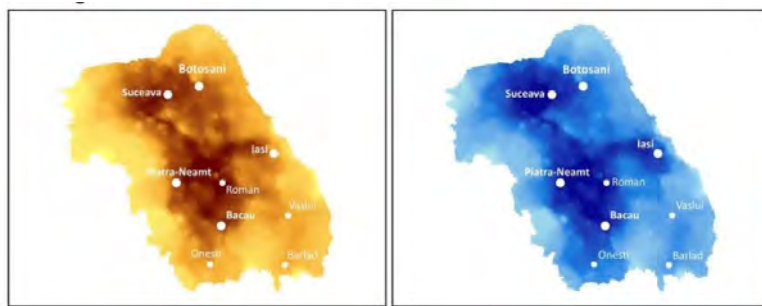 Botosani
Suceava
Iasi
Piatra-Neamt
Roman
Vaslui
Bacau
Onesti
Barlad
Botosani
Suceava
Iasi
Piatra-Neamt
Roman
Vaslui
Bacau
Onesti
Barlad